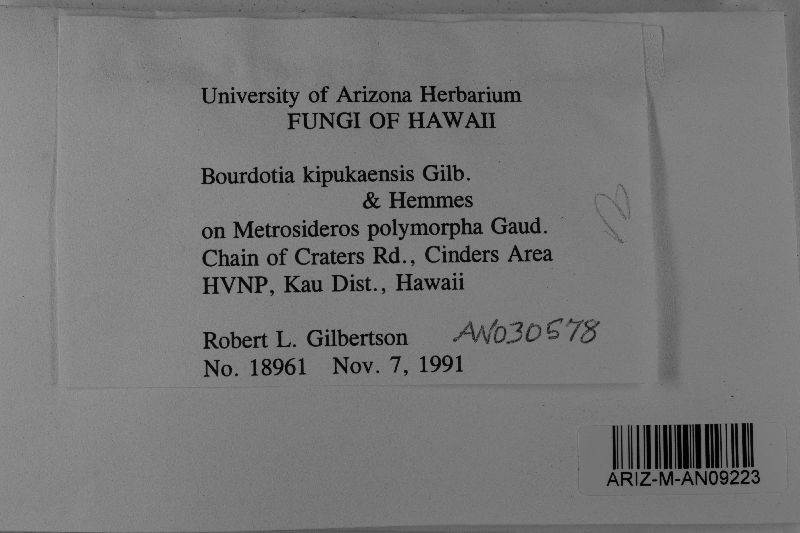 University of Arizona Herbarium
FUNGI OF HAWAII
Bourdotia kipukaensis Gilb.
& Hemmes
on Metrosideros polymorpha Gaud.
Chain of Craters Rd., Cinders Area
HVNP, Kau Dist., Hawaii
Robert L. Gilbertson AN030578
No. 18961 Nov. 7, 1991
ARIZ-M-AN09223